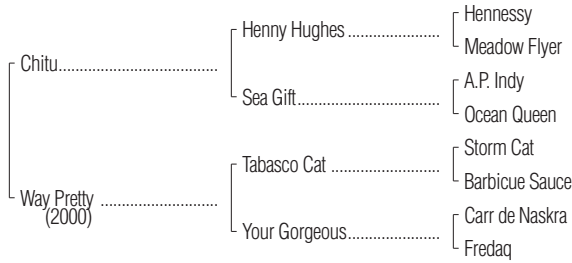 Hennessy
Henny Hughes ......................
Meadow Flyer
Chitu......................................
A.P. Indy
Sea Gift..................................
Ocean Queen
Storm Cat
Tabasco Cat ..........................
Barbicue Sauce
Way Pretty ............................
(2000)
Carr de Naskra
Your Gorgeous......................
Fredaq